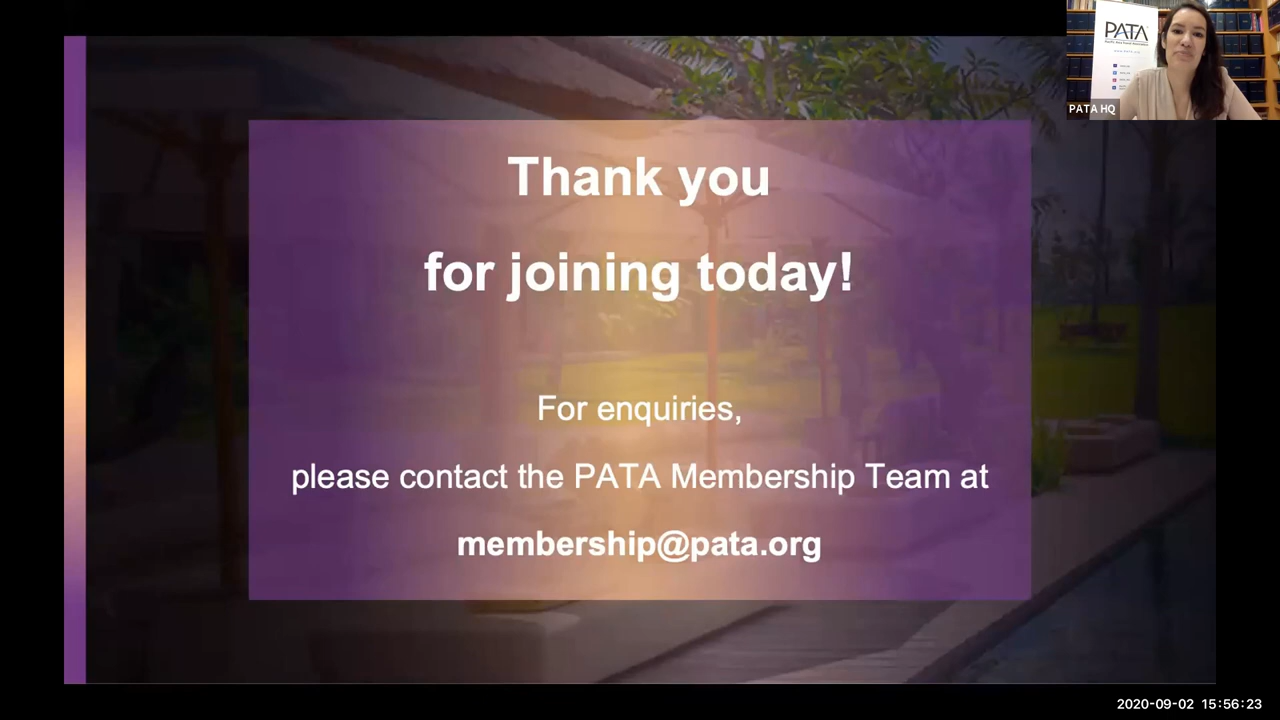 PATA
PATA HQ
Thank you
for joining today!
For enquiries,
please contact the PATA Membership Team at
membership@pata.org
2020-09-02 15:56:23